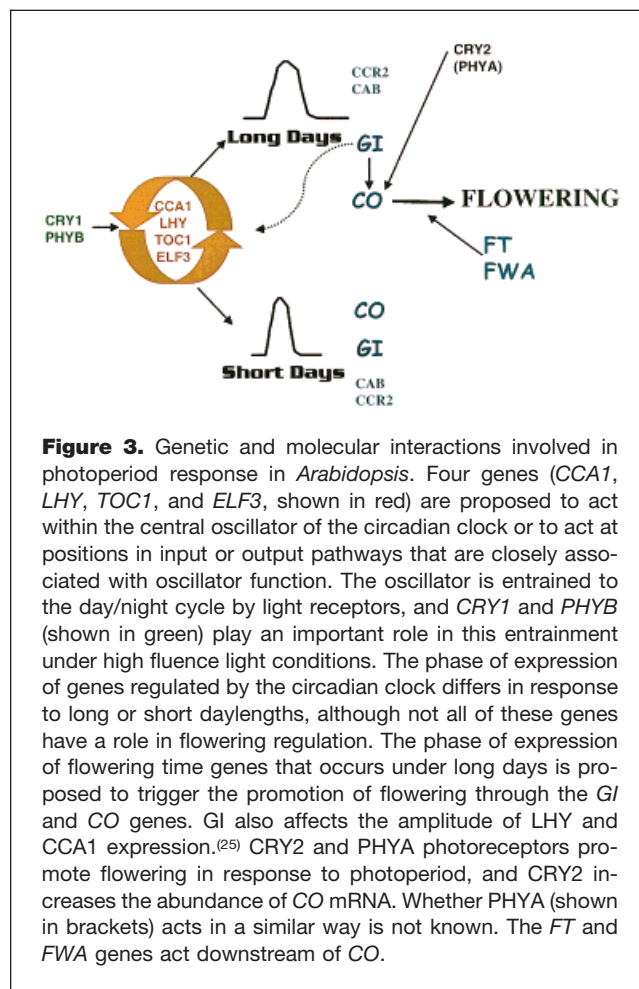 CRY2
(PHYA)
CCR2
CAB
Long Days
GI
CO
FLOWERING
CRY1
PHYB
CCA1
LHY
TOC1
ELF3
FT
FWA
CO
GI
Short Days
CAB
CCR2
Figure 3. Genetic and molecular interactions involved in
photoperiod response in Arabidopsis. Four genes (CCA1,
LHY, TOC1, and ELF3, shown in red) are proposed to act
within the central oscillator of the circadian clock or to act at
positions in input or output pathways that are closely asso-
ciated with oscillator function. The oscillator is entrained to
the day/night cycle by light receptors, and CRY1 and PHYB
(shown in green) play an important role in this entrainment
under high fluence light conditions. The phase of expression
of genes regulated by the circadian clock differs in response
to long or short daylengths, although not all of these genes
have a role in flowering regulation. The phase of expression
of flowering time genes that occurs under long days is pro-
posed to trigger the promotion of flowering through the GI
and CO genes. GI also affects the amplitude of LHY and
CCA1 expression.(25) CRY2 and PHYA photoreceptors pro-
mote flowering in response to photoperiod, and CRY2 in-
creases the abundance of CO mRNA. Whether PHYA (shown
in brackets) acts in a similar way is not known. The FT and
FWA genes act downstream of CO.